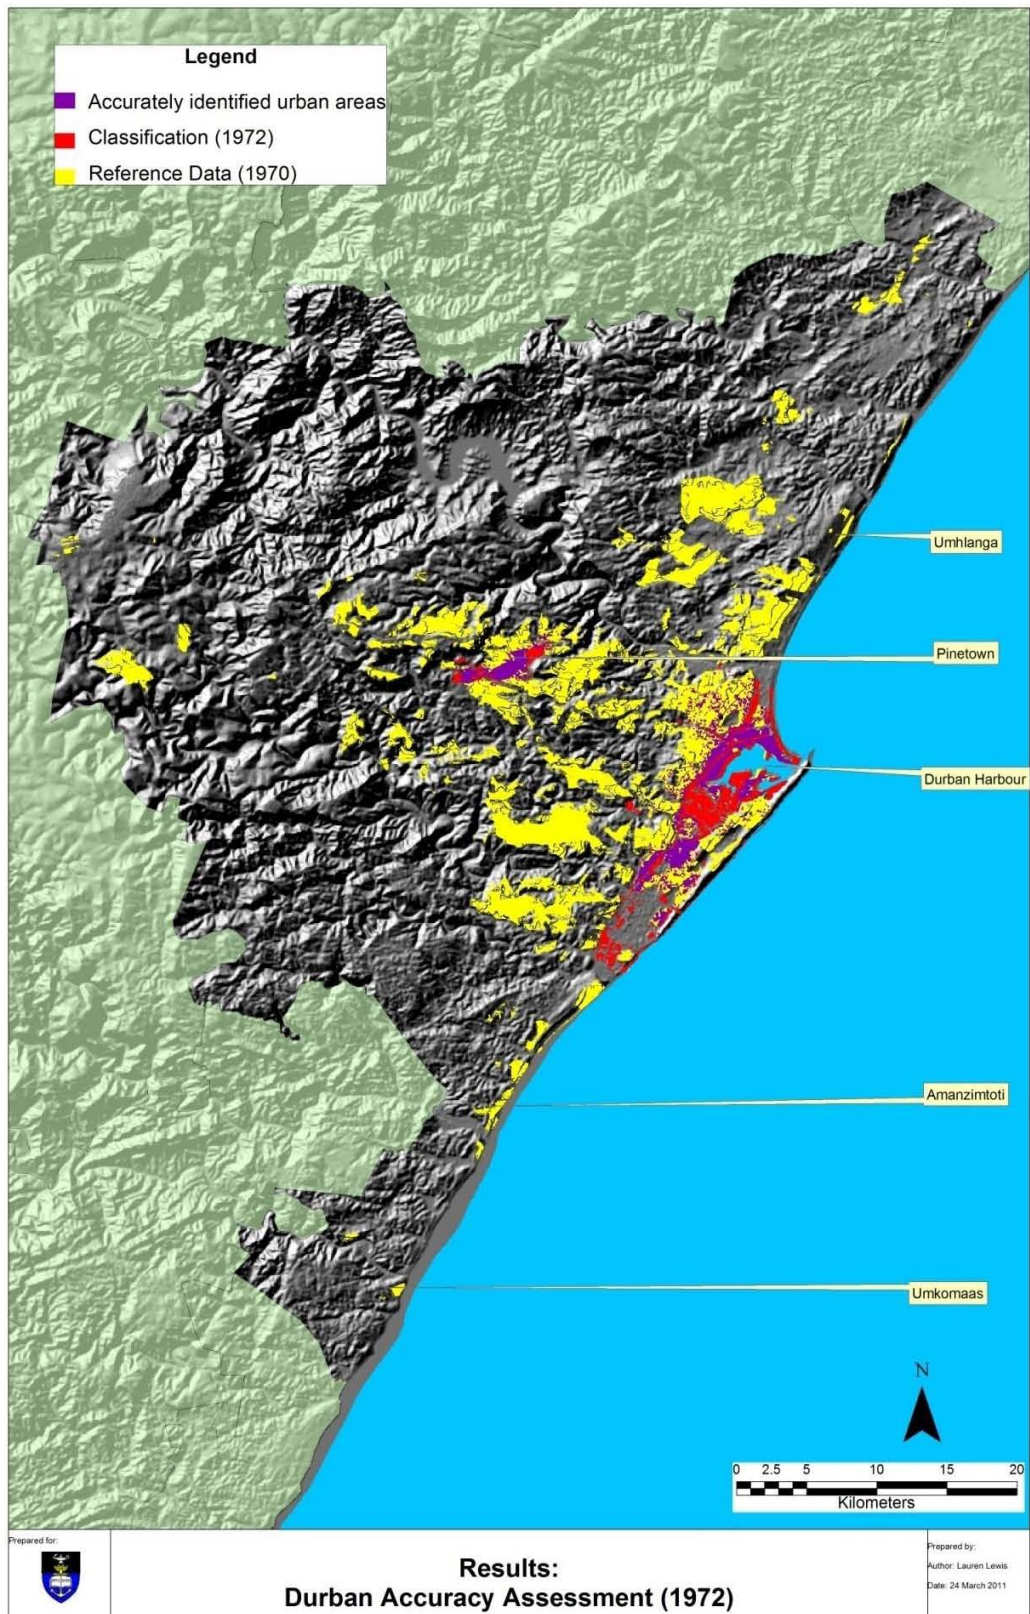 Legend
Accurately identified urban areas
Classification (1972)
Reference Data (1970)
Umhlanga
Pinetown
Durban Harbour
Amanzimtoti
Umkomaas
N
0 2.5 5 10 15 20
Kilometers
Prepared for:
Results:
Durban Accuracy Assessment (1972)
Prepared by:
Author: Lauren Lewis
Date: 24 March 2011